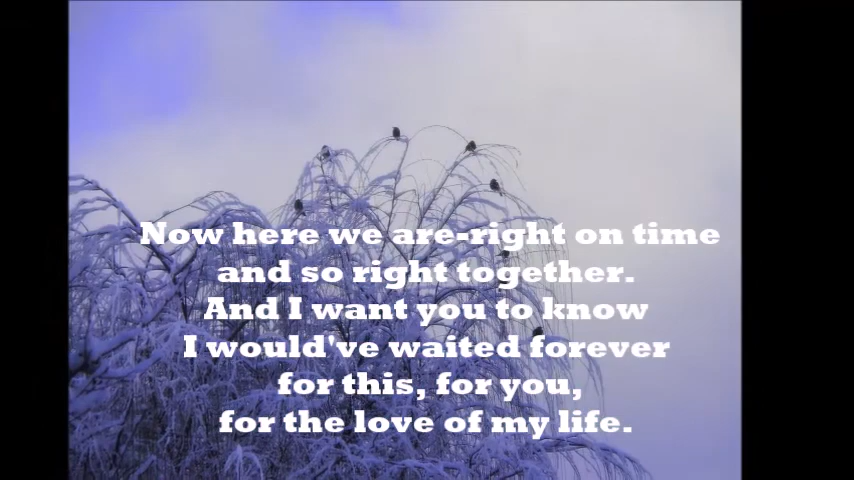 Now here we are-right on time
and so right together.
And I want you to know
I would've waited forever
for this, for you,
for the love of my life.